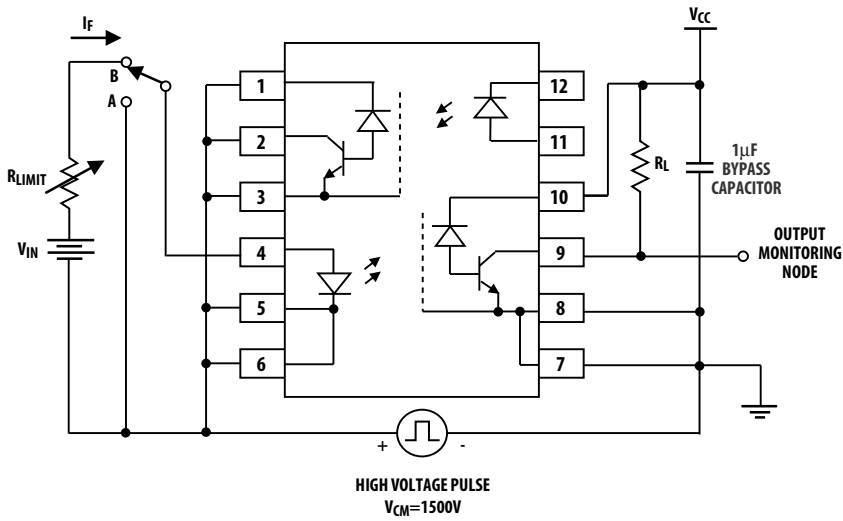 IF
VCC
B
A
RLIMIT
VIN
1
2
3
4
5
6
12
11
10
9
8
7
RL
1μF
BYPASS
CAPACITOR
OUTPUT
MONITORING
NODE
+
-
HIGH VOLTAGE PULSE
VCM=1500V